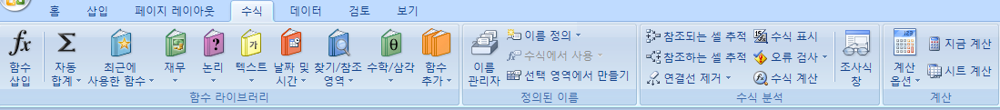 홈 삽입 페이지 레이아웃 수식 데이터 검토 보기
함수
삽입
자동
합계
최근에
사용한 함수
재무
논리
텍스트
날짜 및
시간
찾기/참조
영역
수학/삼각
함수
추가
함수 라이브러리
이름
관리자
이름 정의
수식에서 사용
선택 영역에서 만들기
정의된 이름
참조되는 셀 추적
참조하는 셀 추적
연결선 제거
수식 표시
오류 검사
수식 계산
조사식
창
수식 분석
계산
옵션
지금 계산
시트 계산
계산